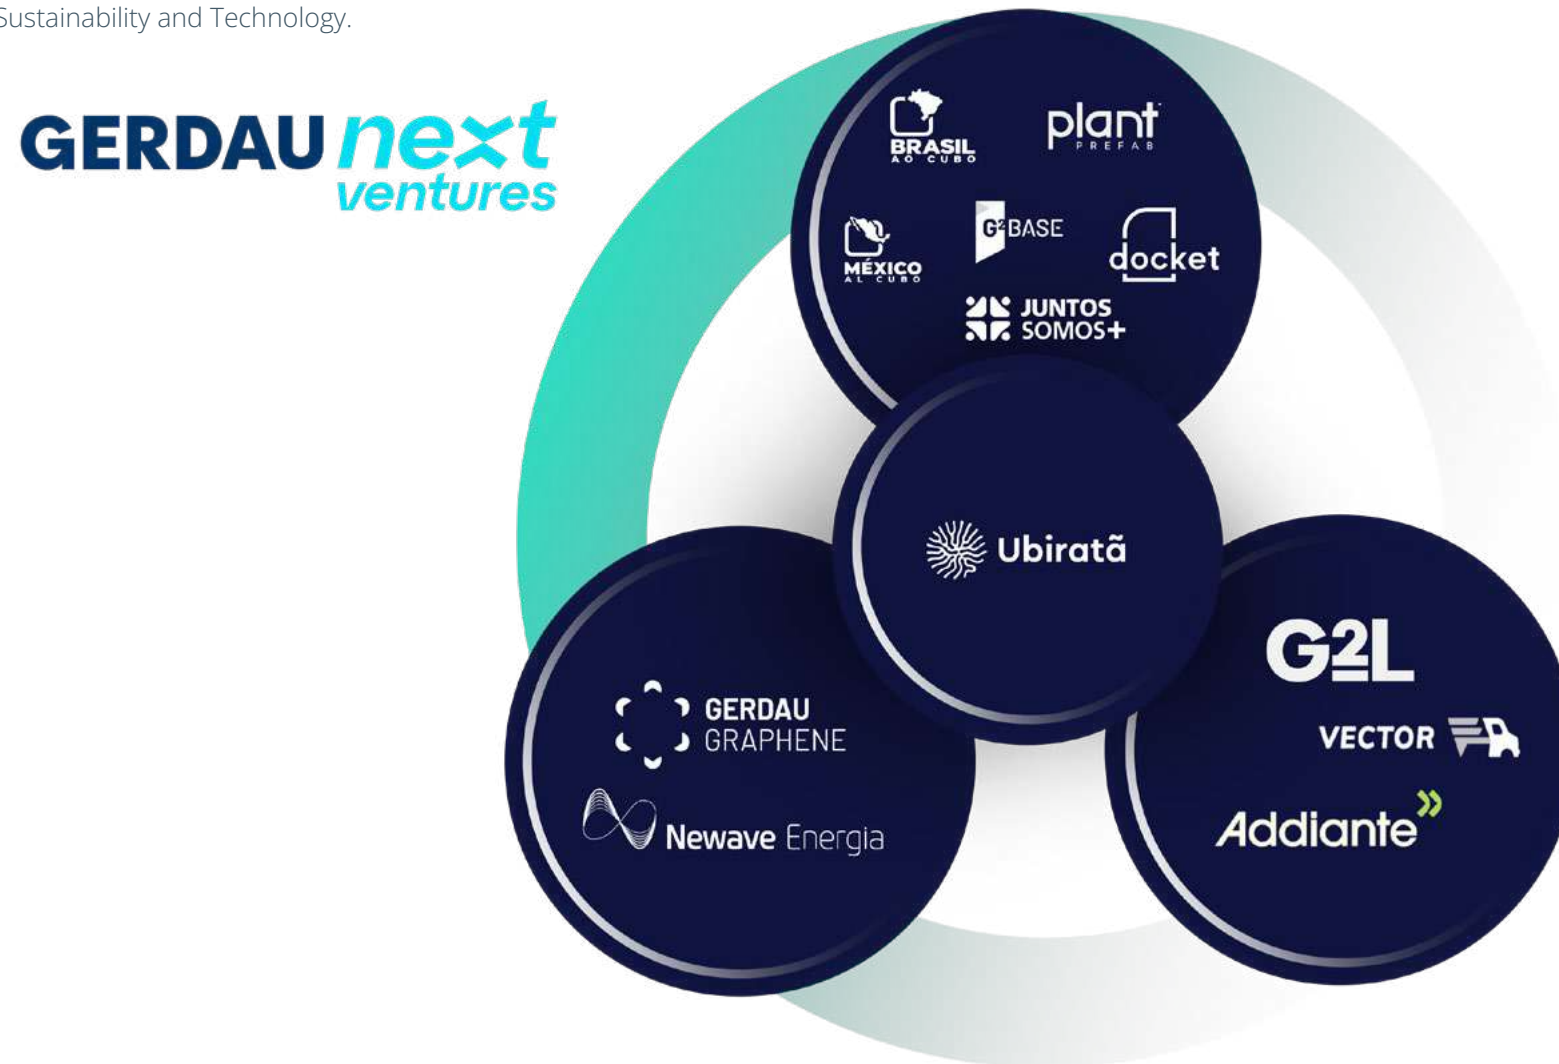 Sustainability and Technology.
GERDAU next
ventures
BRASIL
AO CUBO
plant
PREFAB
MÉXICO
AL CUBO
G²BASE
docket
JUNTOS
SOMOS+
Ubiratã
GERDAU
GRAPHENE
Newave Energia
G2L
VECTOR
Addiante